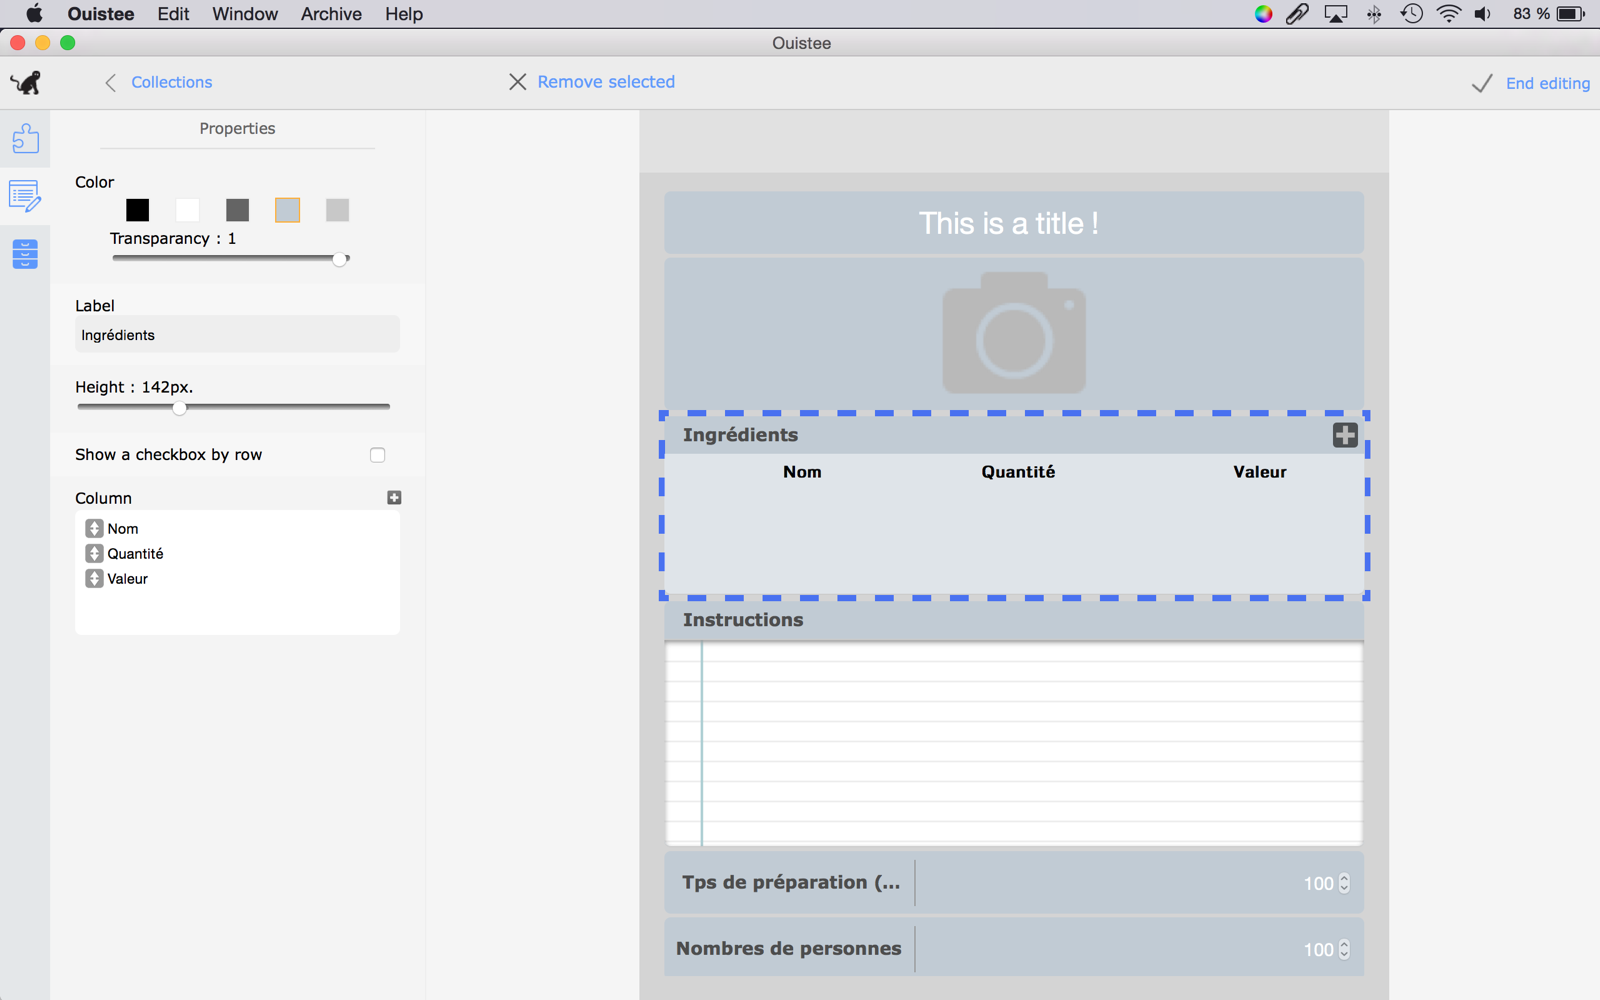 Ouistee Edit Window Archive Help 83 %
Ouistee
Collections Remove selected End editing
Properties
Color
Transparancy : 1
Label
Ingrédients
Height : 142px.
Show a checkbox by row
Column
Nom
Quantité
Valeur
This is a title !
Ingrédients
Nom Quantité Valeur
Instructions
Tps de préparation (... 100
Nombres de personnes 100